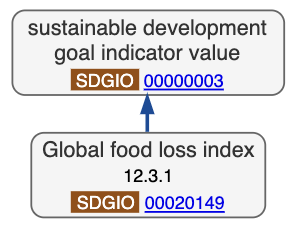 sustainable development
goal indicator value
SDGIO 00000003
Global food loss index
12.3.1
SDGIO 00020149